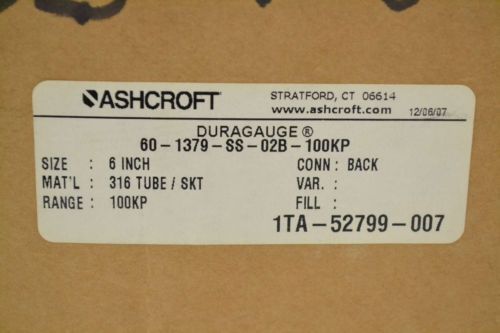 ASHCROFT®
STRATFORD, CT 06614
www.ashcroft.com 12/06/07
DURAGAUGE®
60-1379-SS-02B-100KP
SIZE : 6 INCH CONN : BACK
MAT'L : 316 TUBE / SKT VAR. :
RANGE : 100KP FILL :
1TA-52799-007